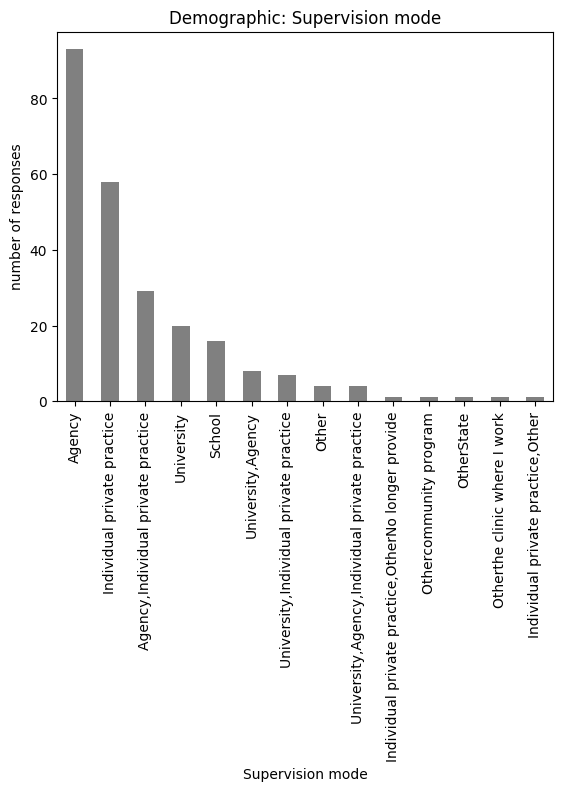 Demographic: Supervision mode
number of responses
80
60
40
20
0
Agency
Individual private practice
Agency,Individual private practice
University
School
University,Agency
University,Individual private practice
Other
University,Agency,Individual private practice
Individual private practice,OtherNo longer provide
Othercommunity program
OtherState
Otherthe clinic where I work
Individual private practice,Other
Supervision mode